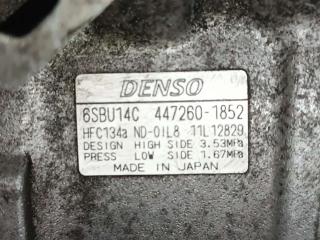 DENSO
6SBU14C 447260-1852
HFC134a ND-OIL8 11L12829
DESIGN HIGH SIDE 3.53MPa
PRESS LOW SIDE 1.67MPa
MADE IN JAPAN